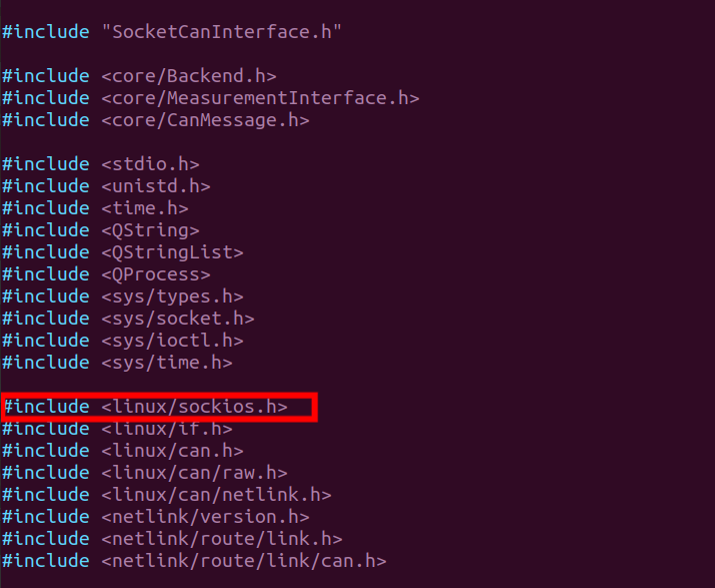 #include "SocketCanInterface.h"
#include <core/Backend.h>
#include <core/MeasurementInterface.h>
#include <core/CanMessage.h>
#include <stdio.h>
#include <unistd.h>
#include <time.h>
#include <QString>
#include <QStringList>
#include <QProcess>
#include <sys/types.h>
#include <sys/socket.h>
#include <sys/ioctl.h>
#include <sys/time.h>
#include <linux/sockios.h>
#include <linux/if.h>
#include <linux/can.h>
#include <linux/can/raw.h>
#include <linux/can/netlink.h>
#include <netlink/version.h>
#include <netlink/route/link.h>
#include <netlink/route/link/can.h>